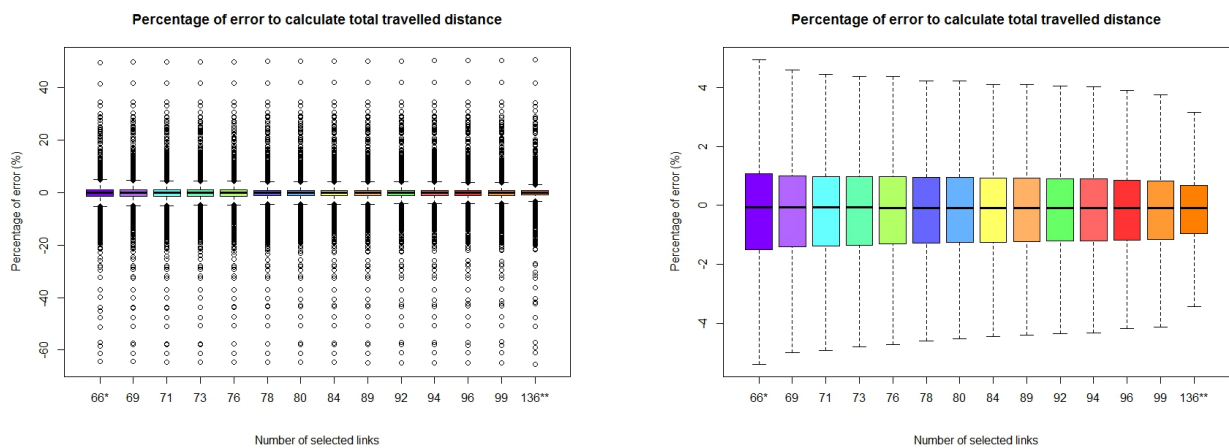 Percentage of error to calculate total travelled distance
Percentage of error (%)
40
20
0
-20
-40
-60
66* 69 71 73 76 78 80 84 89 92 94 96 99 136**
Number of selected links
Percentage of error to calculate total travelled distance
Percentage of error (%)
4
2
0
-2
-4
66* 69 71 73 76 78 80 84 89 92 94 96 99 136**
Number of selected links